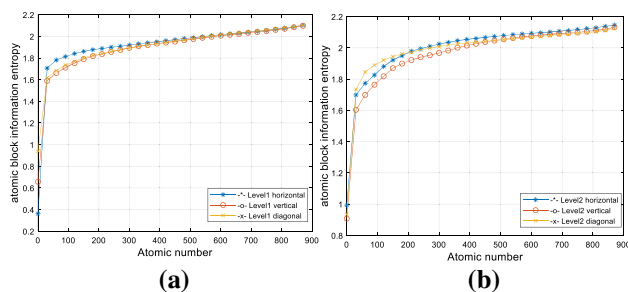 atomic block information entropy
2.2
2
1.8
1.6
1.4
1.2
1
0.8
0.6
0.4
0.2
0 100 200 300 400 500 600 700 800 900
Atomic number
-*- Level1 horizontal
-o- Level1 vertical
-x- Level1 diagonal
(a)
atomic block information entropy
2.2
2
1.8
1.6
1.4
1.2
1
0.8
0 100 200 300 400 500 600 700 800 900
Atomic number
-*- Level2 horizontal
-o- Level2 vertical
-x- Level2 diagonal
(b)